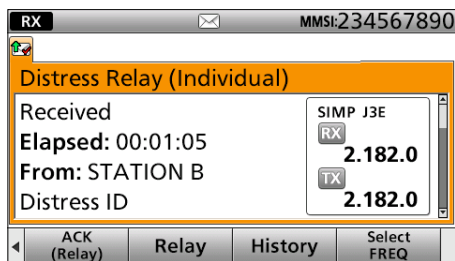 RX MMSI:234567890
Distress Relay (Individual)
Received
Elapsed: 00:01:05
From: STATION B
Distress ID
SIMP J3E
RX
2.182.0
TX
2.182.0
ACK (Relay) Relay History Select FREQ